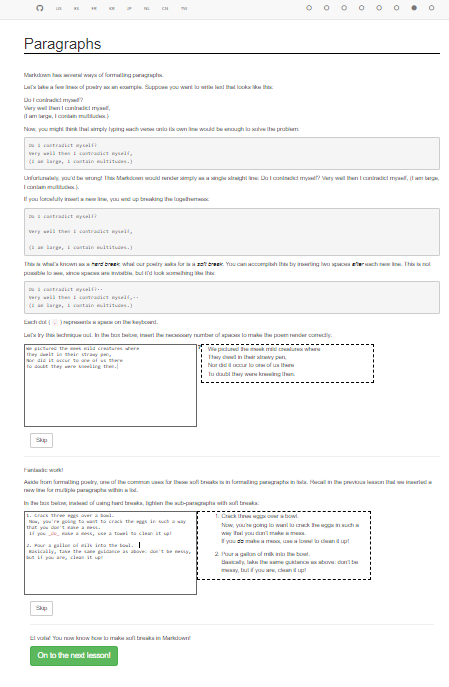 US ES FR KR JP NL CN TW
Paragraphs
Markdown has several ways of formatting paragraphs.
Let's take a few lines of poetry as an example. Suppose you want to write text that looks like this:
Do I contradict myself?
Very well then I contradict myself,
(I am large, I contain multitudes.)
Now, you might think that simply typing each verse onto its own line would be enough to solve the problem:
Do I contradict myself?
Very well then I contradict myself,
(I am large, I contain multitudes.)
Unfortunately, you'd be wrong! This Markdown would render simply as a single straight line: Do I contradict myself? Very well then I contradict myself, (I am large,
I contain multitudes.).
If you forcefully insert a new line, you end up breaking the togetherness:
Do I contradict myself?
Very well then I contradict myself,
(I am large, I contain multitudes.)
This is what's known as a hard break; what our poetry asks for is a soft break. You can accomplish this by inserting two spaces after each new line. This is not
possible to see, since spaces are invisible, but it'd look something like this:
Do I contradict myself?··
Very well then I contradict myself,··
(I am large, I contain multitudes.)
Each dot ( · ) represents a space on the keyboard.
Let's try this technique out. In the box below, insert the necessary number of spaces to make the poem render correctly:
We pictured the meek mild creatures where
They dwelt in their strawy pen,
Nor did it occur to one of us there
To doubt they were kneeling then.
We pictured the meek mild creatures where
They dwelt in their strawy pen,
Nor did it occur to one of us there
To doubt they were kneeling then.
Skip
Fantastic work!
Aside from formatting poetry, one of the common uses for these soft breaks is in formatting paragraphs in lists. Recall in the previous lesson that we inserted a
new line for multiple paragraphs within a list.
In the box below, instead of using hard breaks, tighten the sub-paragraphs with soft breaks:
1. Crack three eggs over a bowl.
Now, you're going to want to crack the eggs in such a way
that you don't make a mess.
If you _do_ make a mess, use a towel to clean it up!
2. Pour a gallon of milk into the bowl.
Basically, take the same guidance as above: don't be messy,
but if you are, clean it up!
1. Crack three eggs over a bowl.
Now, you're going to want to crack the eggs in such a
way that you don't make a mess.
If you do make a mess, use a towel to clean it up!
2. Pour a gallon of milk into the bowl.
Basically, take the same guidance as above: don't be
messy, but if you are, clean it up!
Skip
Et voila! You now know how to make soft breaks in Markdown!
On to the next lesson!